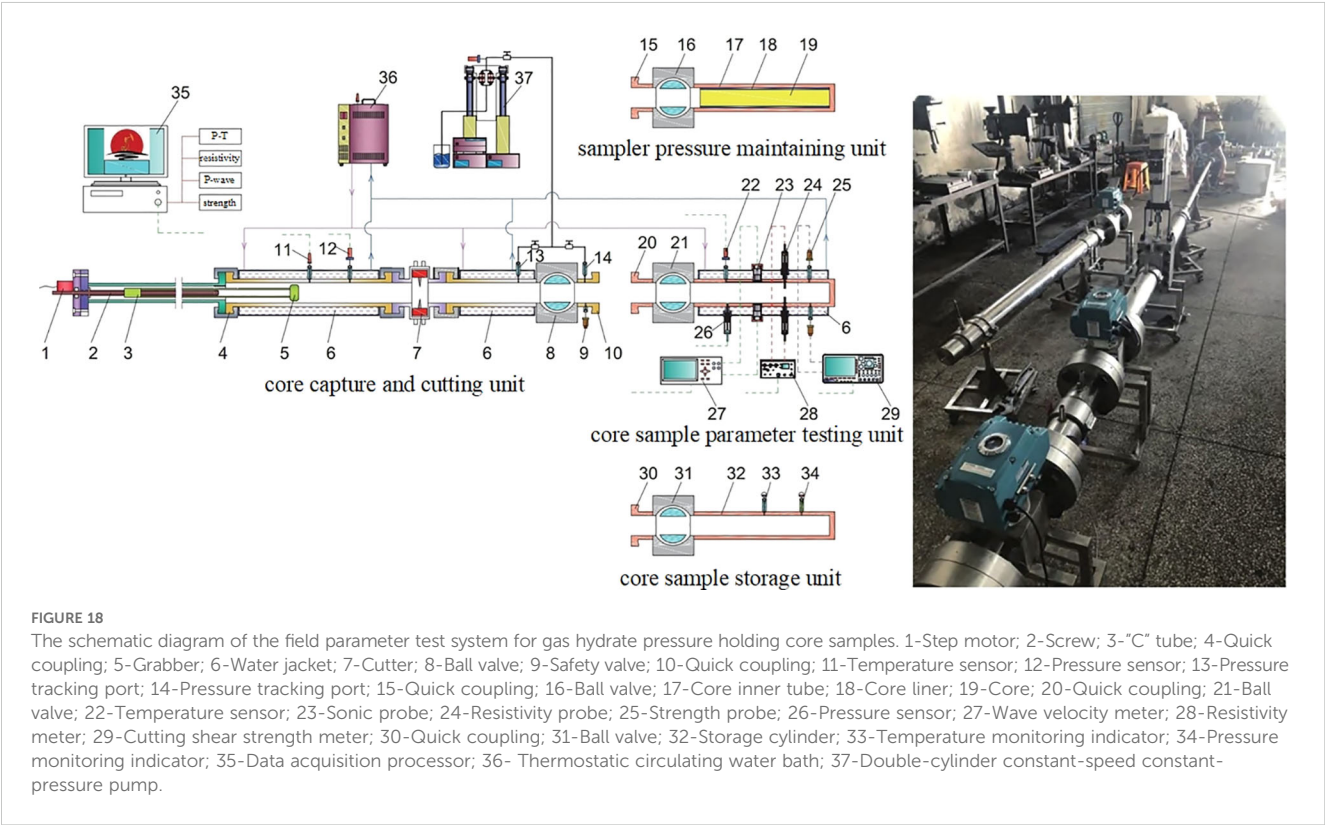 15 16 17 18 19
36
37
35
P-T
resistivity
P-wave
strength
sampler pressure maintaining unit
22 23 24 25
11 12 13 14
20 21
26 6
1 2 3 4 5 6 7 6 8 9 10
core capture and cutting unit
27 28 29
core sample parameter testing unit
30 31 32 33 34
core sample storage unit
FIGURE 18
The schematic diagram of the field parameter test system for gas hydrate pressure holding core samples. 1-Step motor; 2-Screw; 3-"C" tube; 4-Quick
coupling; 5-Grabber; 6-Water jacket; 7-Cutter; 8-Ball valve; 9-Safety valve; 10-Quick coupling; 11-Temperature sensor; 12-Pressure sensor; 13-Pressure
tracking port; 14-Pressure tracking port; 15-Quick coupling; 16-Ball valve; 17-Core inner tube; 18-Core liner; 19-Core; 20-Quick coupling; 21-Ball
valve; 22-Temperature sensor; 23-Sonic probe; 24-Resistivity probe; 25-Strength probe; 26-Pressure sensor; 27-Wave velocity meter; 28-Resistivity
meter; 29-Cutting shear strength meter; 30-Quick coupling; 31-Ball valve; 32-Storage cylinder; 33-Temperature monitoring indicator; 34-Pressure
monitoring indicator; 35-Data acquisition processor; 36- Thermostatic circulating water bath; 37-Double-cylinder constant-speed constant-
pressure pump.